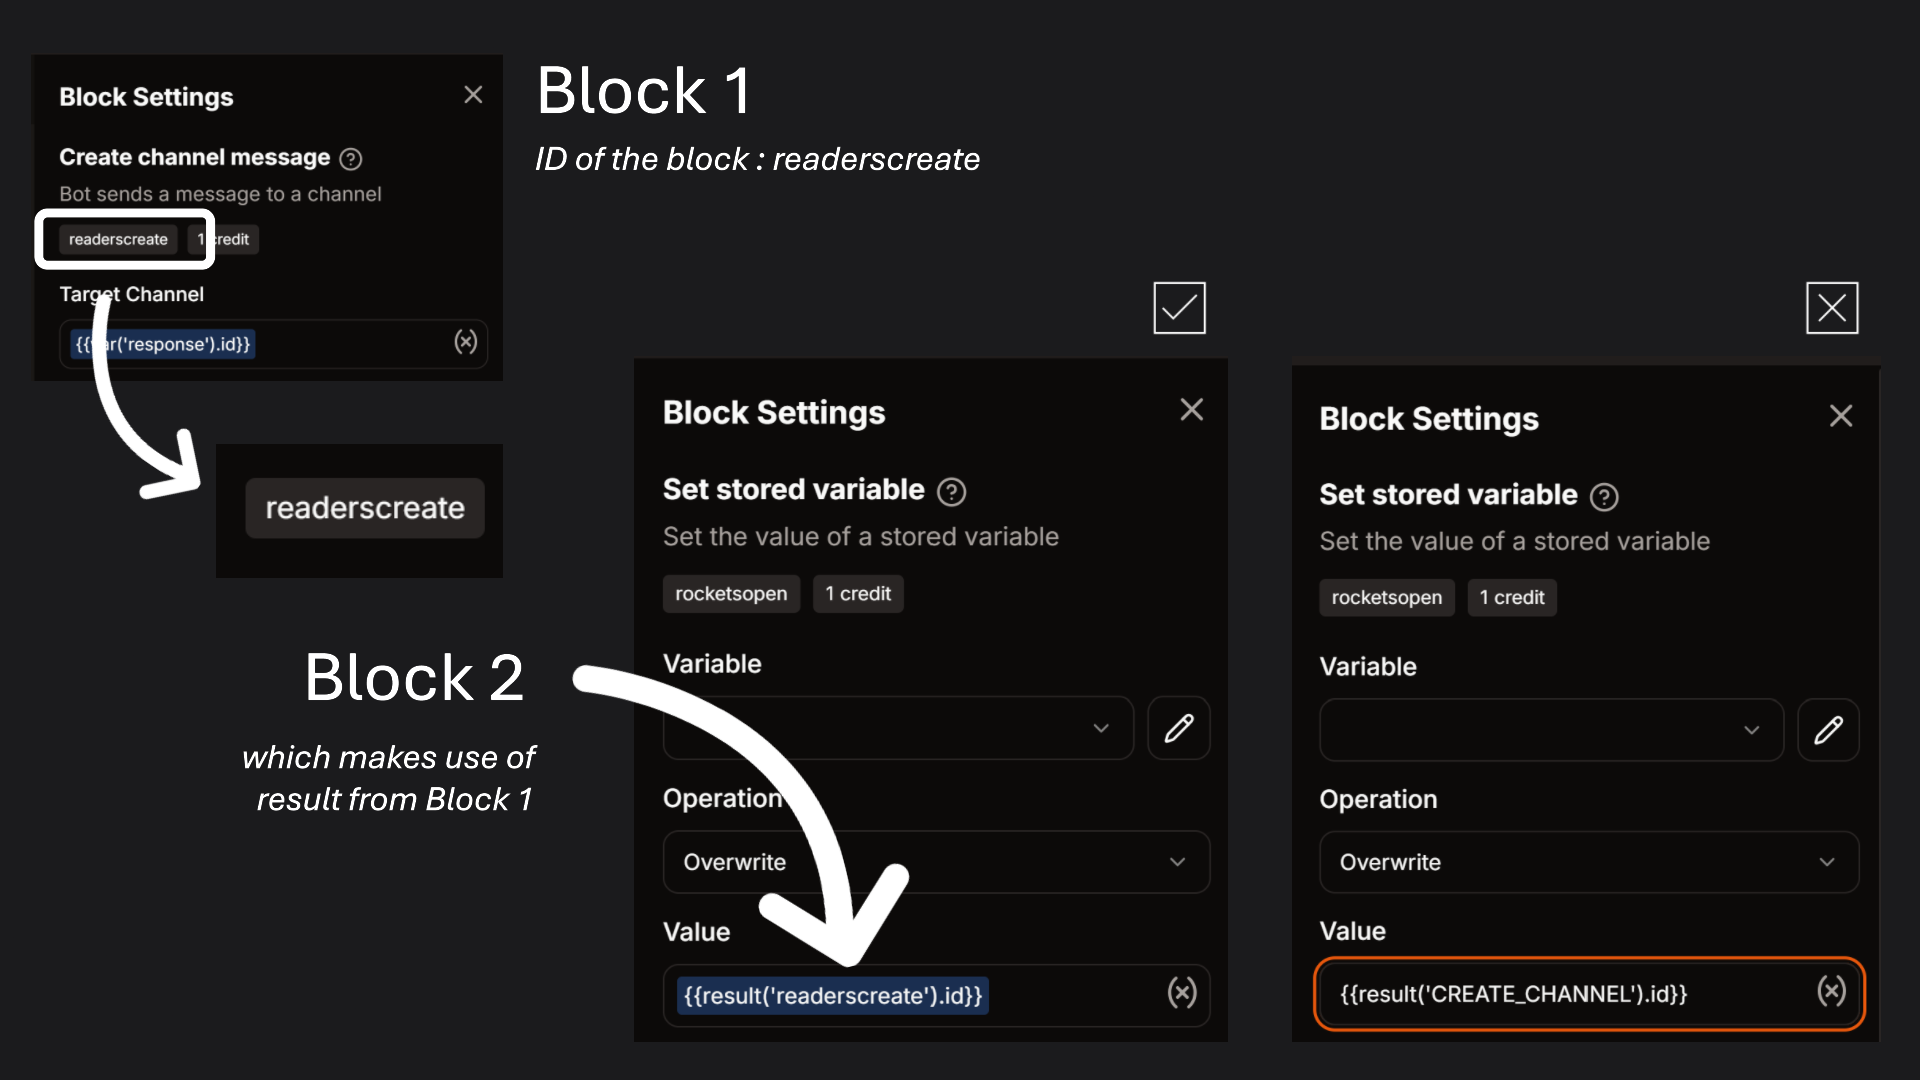 Block Settings
Create channel message
Bot sends a message to a channel
readerscreate 1 credit
Target Channel
{{var('response').id}}
Block 1
ID of the block : readerscreate
readerscreate
Block 2
which makes use of
result from Block 1
Block Settings
Set stored variable
Set the value of a stored variable
rocketsopen 1 credit
Variable
Operation
Overwrite
Value
{{result('readerscreate').id}}
Block Settings
Set stored variable
Set the value of a stored variable
rocketsopen 1 credit
Variable
Operation
Overwrite
Value
{{result('CREATE_CHANNEL').id}}